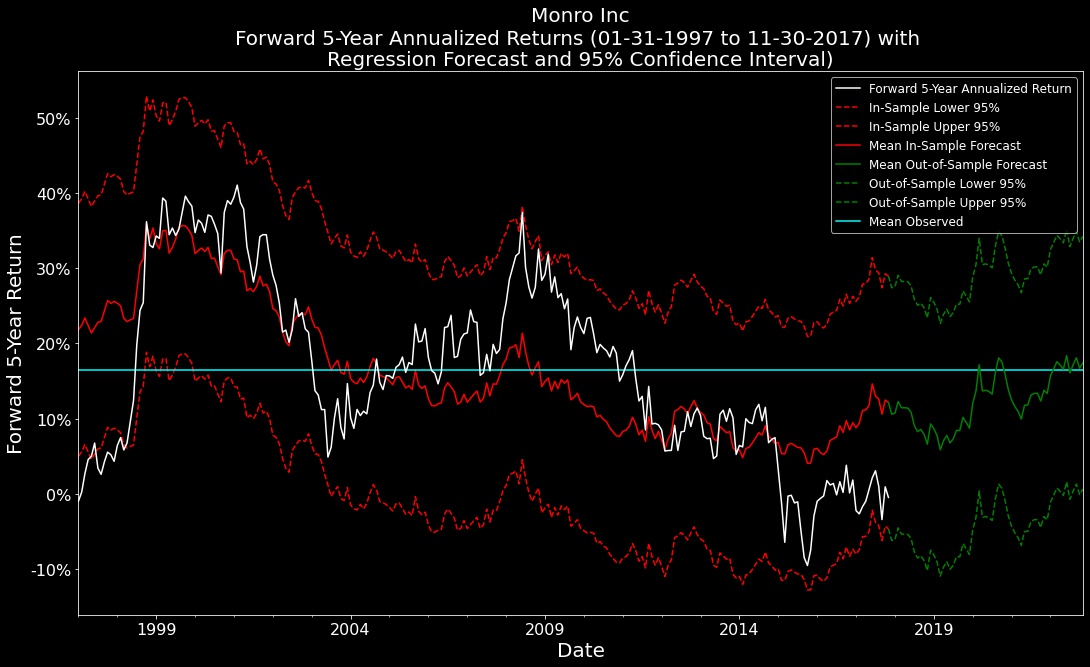 Monro Inc
Forward 5-Year Annualized Returns (01-31-1997 to 11-30-2017) with
Regression Forecast and 95% Confidence Interval)
Forward 5-Year Annualized Return
In-Sample Lower 95%
In-Sample Upper 95%
Mean In-Sample Forecast
Mean Out-of-Sample Forecast
Out-of-Sample Lower 95%
Out-of-Sample Upper 95%
Mean Observed
Forward 5-Year Return
50%
40%
30%
20%
10%
0%
-10%
1999
2004
2009
2014
2019
Date